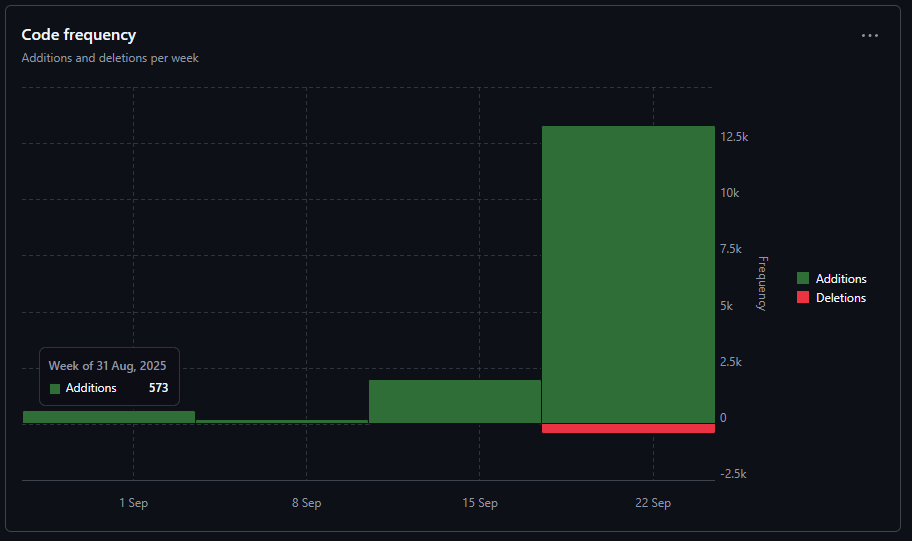 Code frequency
Additions and deletions per week
12.5k
10k
7.5k
5k
2.5k
0
-2.5k
Frequency
Additions
Deletions
Week of 31 Aug, 2025
Additions 573
1 Sep
8 Sep
15 Sep
22 Sep